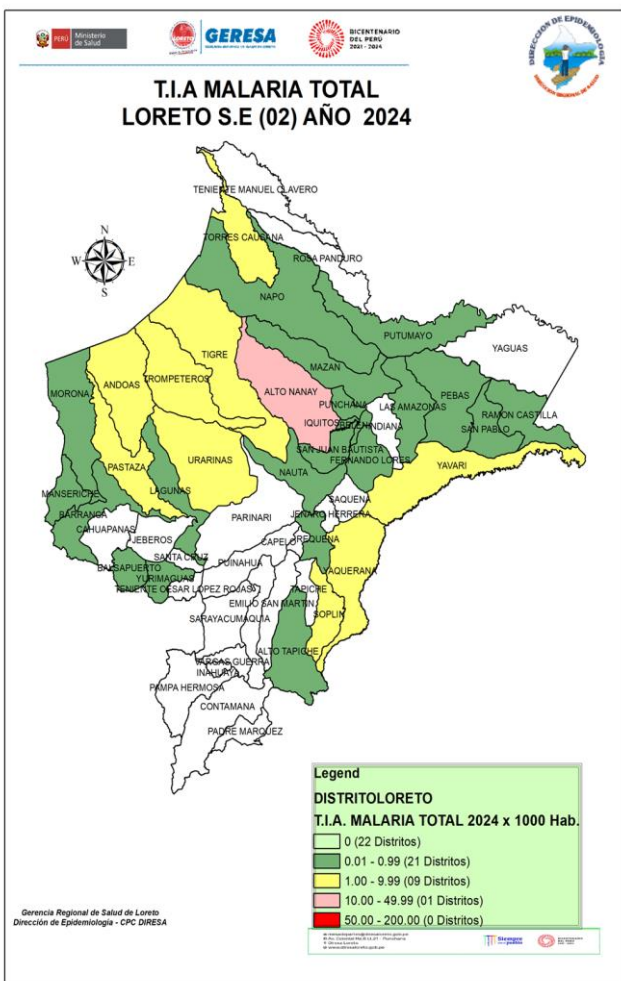 PERÚ
Ministerio
de Salud
GERESA
BICENTENARIO
DEL PERÚ
2021 - 2024
DIRECCION DE EPIDEMIOLOGIA
DIRECCION REGIONAL DE SALUD
T.I.A MALARIA TOTAL
LORETO S.E (02) AÑO 2024
N
W E
S
TENIENTE MANUEL CLAVERO
TORRES CAUSANA
ROSA PANDURO
NAPO
PUTUMAYO
YAGUAS
TIGRE
MAZAN
ANDOAS
TROMPETEROS
MORONA
ALTO NANAY
PUNCHANA
LAS AMAZONAS
PEBAS
RAMON CASTILLA
IQUITOS
BELEN
INDIANA
SAN PABLO
SAN JUAN BAUTISTA
FERNANDO LORES
YAVARI
URARINAS
PASTAZA
NAUTA
LAGUNAS
MANSERICHE
SAQUENA
BARRANCA
PARINARI
JENARO HERRERA
CAHUAPANAS
JEBEROS
CAPELO
REQUENA
SANTA CRUZ
PUINAHUA
YAQUERANA
BALSAPUERTO
YURIMAGUAS
TENIENTE CESAR LOPEZ ROJAS
TAPICHE
EMILIO SAN MARTIN
SOPLIN
SARAYACU
MAQUIA
ALTO TAPICHE
VARGAS GUERRA
INAHUAYA
PAMPA HERMOSA
CONTAMANA
PADRE MARQUEZ
Legend
DISTRITOLORETO
T.I.A. MALARIA TOTAL 2024 x 1000 Hab.
0 (22 Distritos)
0.01 - 0.99 (21 Distritos)
1.00 - 9.99 (09 Distritos)
10.00 - 49.99 (01 Distritos)
50.00 - 200.00 (0 Distritos)
Gerencia Regional de Salud de Loreto
Dirección de Epidemiologia - CPC DIRESA
Siempre